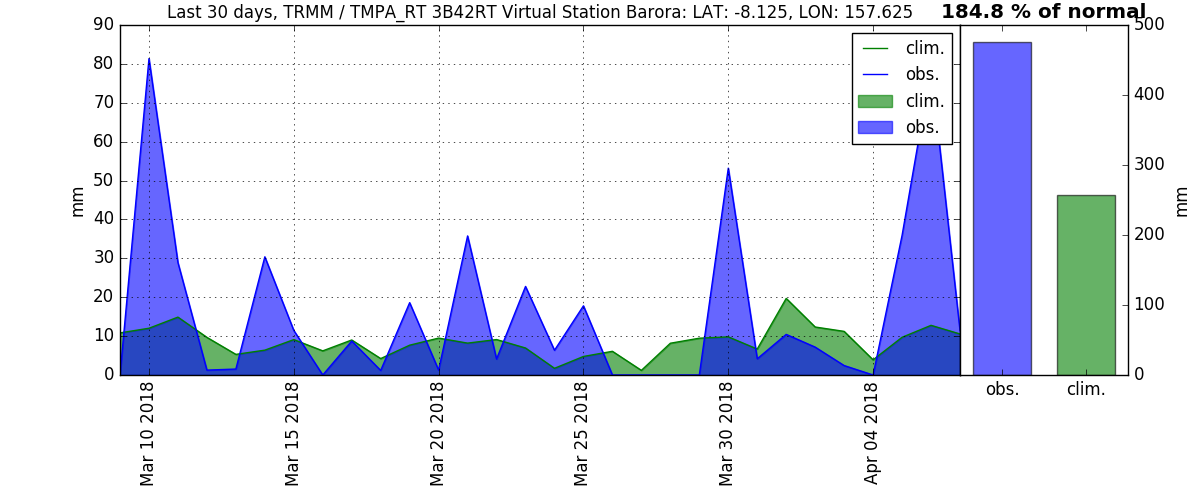 Last 30 days, TRMM / TMPA_RT 3B42RT Virtual Station Barora: LAT: -8.125, LON: 157.625
184.8 % of normal
90
80
70
60
50
40
30
20
10
0
mm
clim.
obs.
clim.
obs.
Mar 10 2018
Mar 15 2018
Mar 20 2018
Mar 25 2018
Mar 30 2018
Apr 04 2018
500
400
300
200
100
0
mm
obs.
clim.